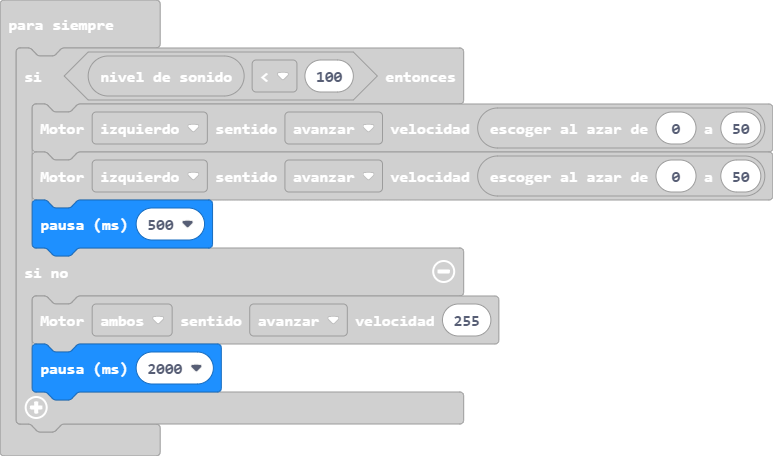 para siempre
si nivel de sonido < 100 entonces
Motor izquierdo sentido avanzar velocidad escoger al azar de 0 a 50
Motor izquierdo sentido avanzar velocidad escoger al azar de 0 a 50
pausa (ms) 500
si no
Motor ambos sentido avanzar velocidad 255
pausa (ms) 2000